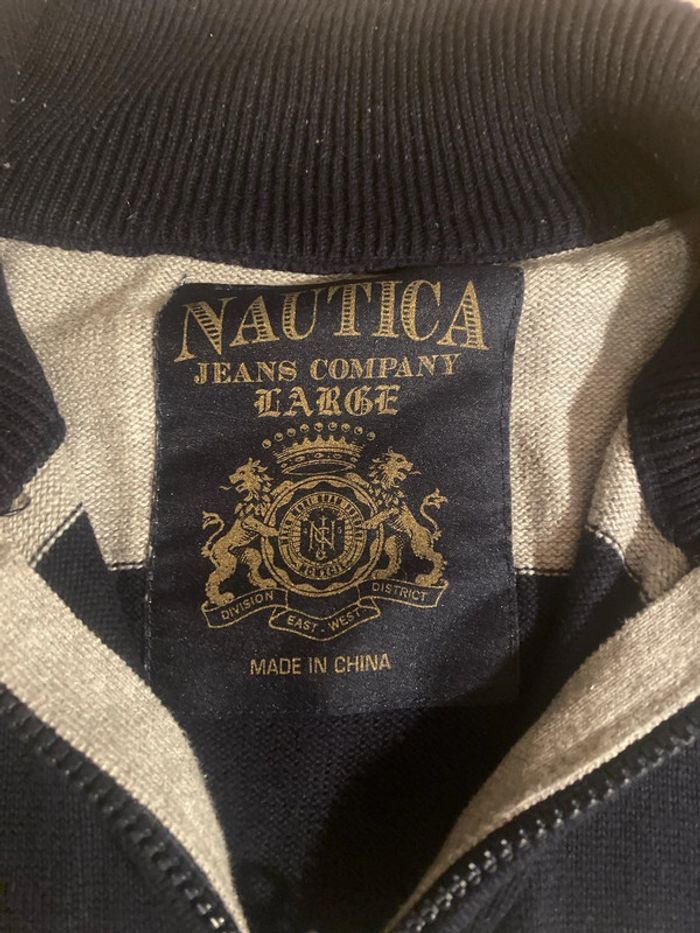 NAUTICA
JEANS COMPANY
LARGE
DIVISION EAST-WEST DISTRICT
MADE IN CHINA